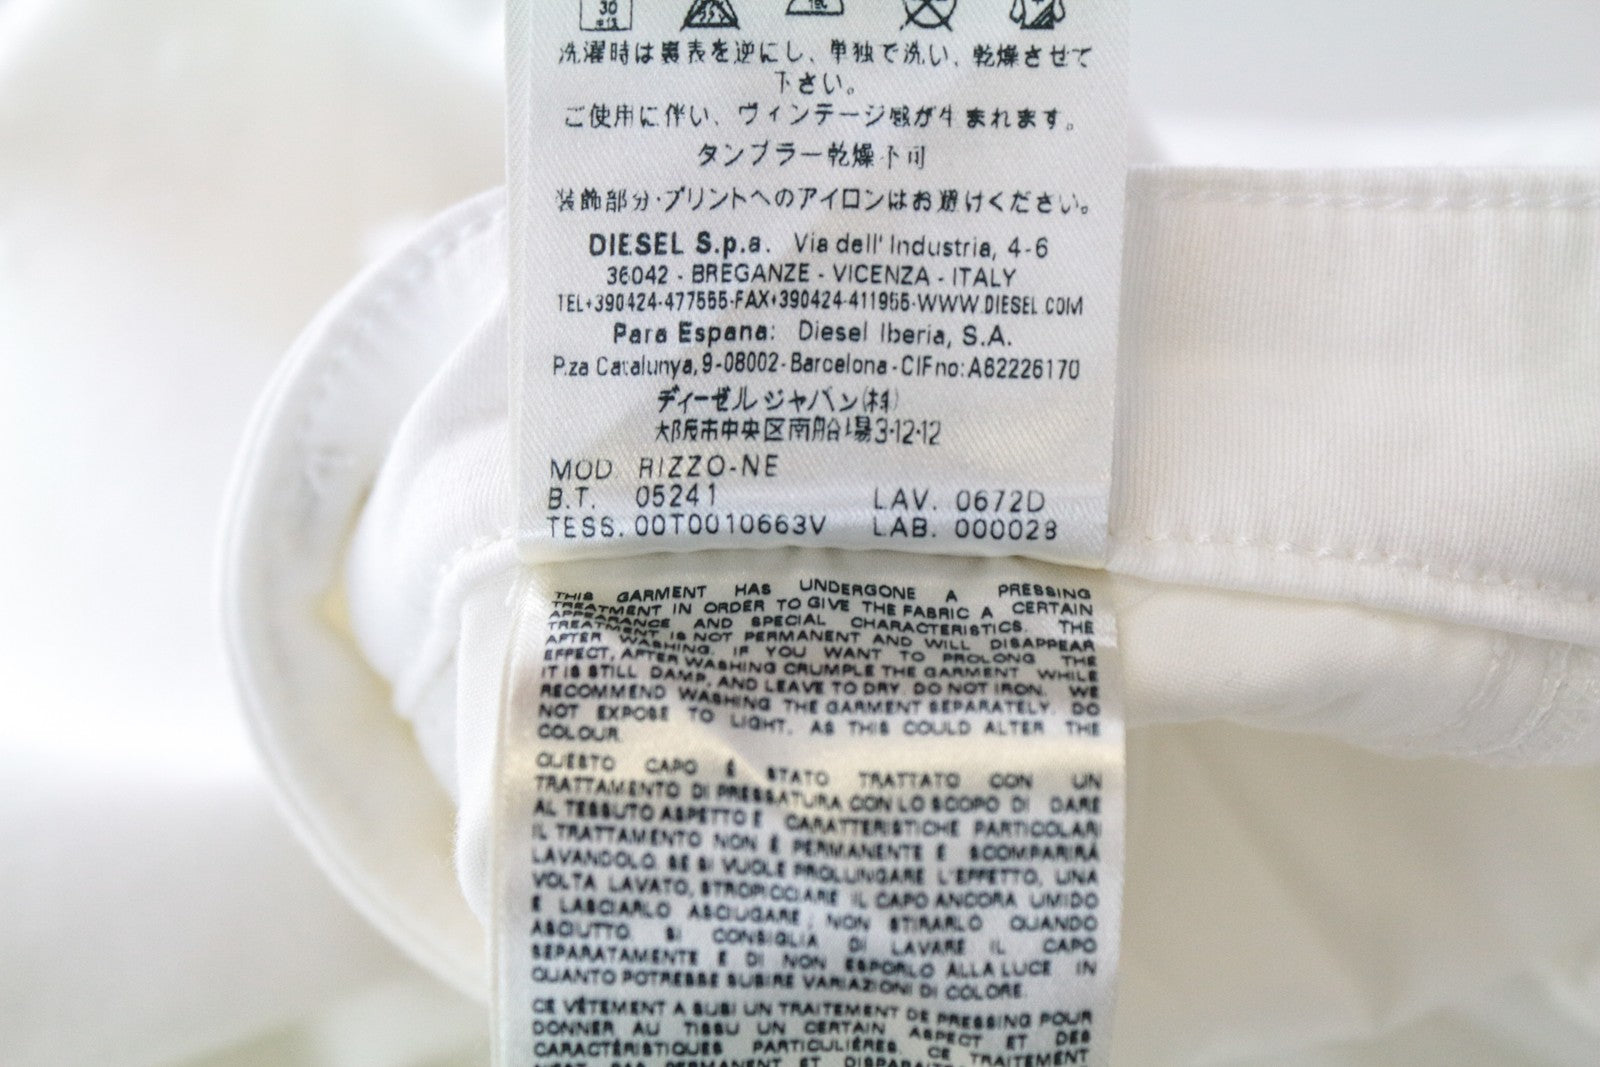 30
洗濯時は裏表を逆にし、単独で洗い、乾燥させて
下さい。
ご使用に伴い、ヴィンテージ感が生まれます。
タンブラー乾燥不可
装飾部分・プリントへのアイロンはお避けください。
DIESEL S.p.a. Via dell' Industria, 4-6
36042 - BREGANZE - VICENZA - ITALY
TEL+390424-477555-FAX+390424-411955-WWW.DIESEL.COM
Para Espana: Diesel Iberia, S.A.
P.za Catalunya, 9-08002-Barcelona-CIF no: A62226170
ディーゼルジャパン(株)
大阪市中央区南船場3-12-12
MOD. RIZZO-NE
B.T. 05241 LAV. 0672D
TESS. 00T0010663V LAB. 000028
THIS GARMENT HAS UNDERGONE A PRESSING
TREATMENT IN ORDER TO GIVE THE FABRIC A CERTAIN
APPEARANCE AND SPECIAL CHARACTERISTICS. THE
TREATMENT IS NOT PERMANENT AND WILL DISAPPEAR
AFTER WASHING. IF YOU WANT TO PROLONG THE
EFFECT, AFTER WASHING CRUMPLE THE GARMENT WHILE
IT IS STILL DAMP, AND LEAVE TO DRY. DO NOT IRON. WE
RECOMMEND WASHING THE GARMENT SEPARATELY. DO
NOT EXPOSE TO LIGHT, AS THIS COULD ALTER THE
COLOUR.
QUESTO CAPO È STATO TRATTATO CON UN
TRATTAMENTO DI PRESSATURA CON LO SCOPO DI DARE
AL TESSUTO ASPETTO E CARATTERISTICHE PARTICOLARI
IL TRATTAMENTO NON È PERMANENTE E SCOMPARIRÀ
LAVANDOLO. SE SI VUOLE PROLUNGARE L'EFFETTO, UNA
VOLTA LAVATO, STROPICCIARE IL CAPO ANCORA UMIDO
E LASCIARLO ASCIUGARE; NON STIRARLO QUANDO
ASCIUTTO. SI CONSIGLIA DI LAVARE IL CAPO
SEPARATAMENTE E DI NON ESPORLO ALLA LUCE IN
QUANTO POTREBBE SUBIRE VARIAZIONI DI COLORE.
CE VÊTEMENT A SUBI UN TRAITEMENT DE PRESSING POUR
DONNER AU TISSU UN CERTAIN ASPECT ET DES
CARACTÉRISTIQUES PARTICULIÈRES. CE TRAITEMENT
N'EST PAS PERMANENT ET